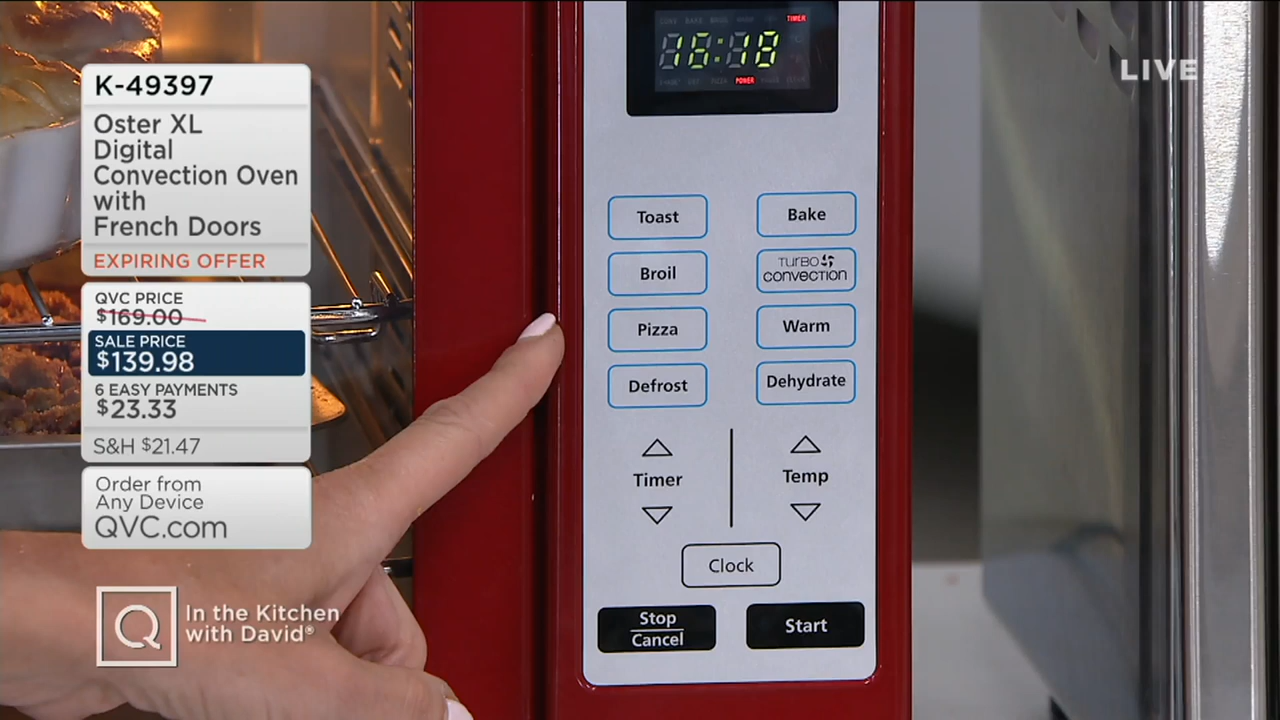 K-49397
Oster XL
Digital
Convection Oven
with
French Doors
EXPIRING OFFER
QVC PRICE
$169.00
SALE PRICE
$139.98
6 EASY PAYMENTS
$23.33
S&H $21.47
Order from
Any Device
QVC.com
Q
In the Kitchen
with David®
LIVE
TIMER
16:18
POWER
Toast
Bake
Broil
TURBO
CONVECTION
Pizza
Warm
Defrost
Dehydrate
Timer
Temp
Clock
Stop
Cancel
Start